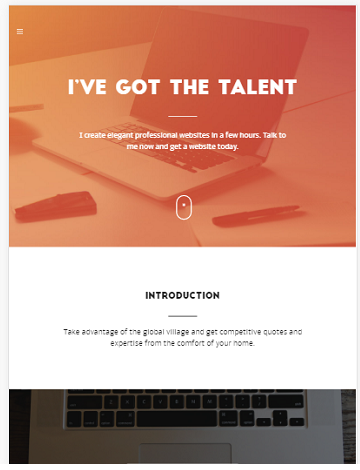 I'VE GOT THE TALENT
I create elegant professional websites in a few hours. Talk to
me now and get a website today.
INTRODUCTION
Take advantage of the global village and get competitive quotes and
expertise from the comfort of your home.